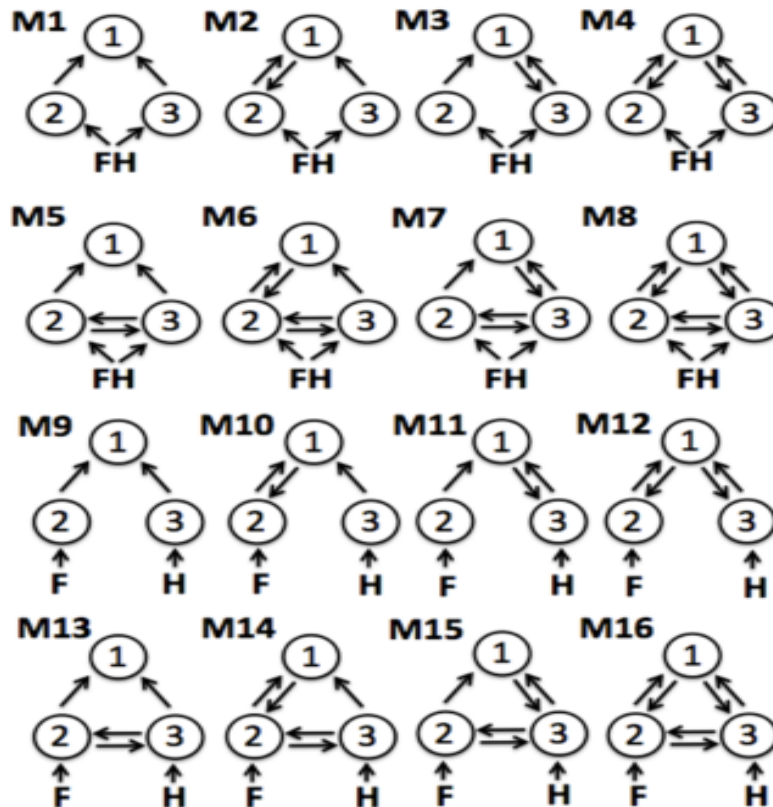 M1 M2 M3 M4
1 1 1 1
2 3 2 3 2 3 2 3
FH FH FH FH
M5 M6 M7 M8
1 1 1 1
2 3 2 3 2 3 2 3
FH FH FH FH
M9 M10 M11 M12
1 1 1 1
2 3 2 3 2 3 2 3
F H F H F H F H
M13 M14 M15 M16
1 1 1 1
2 3 2 3 2 3 2 3
F H F H F H F H